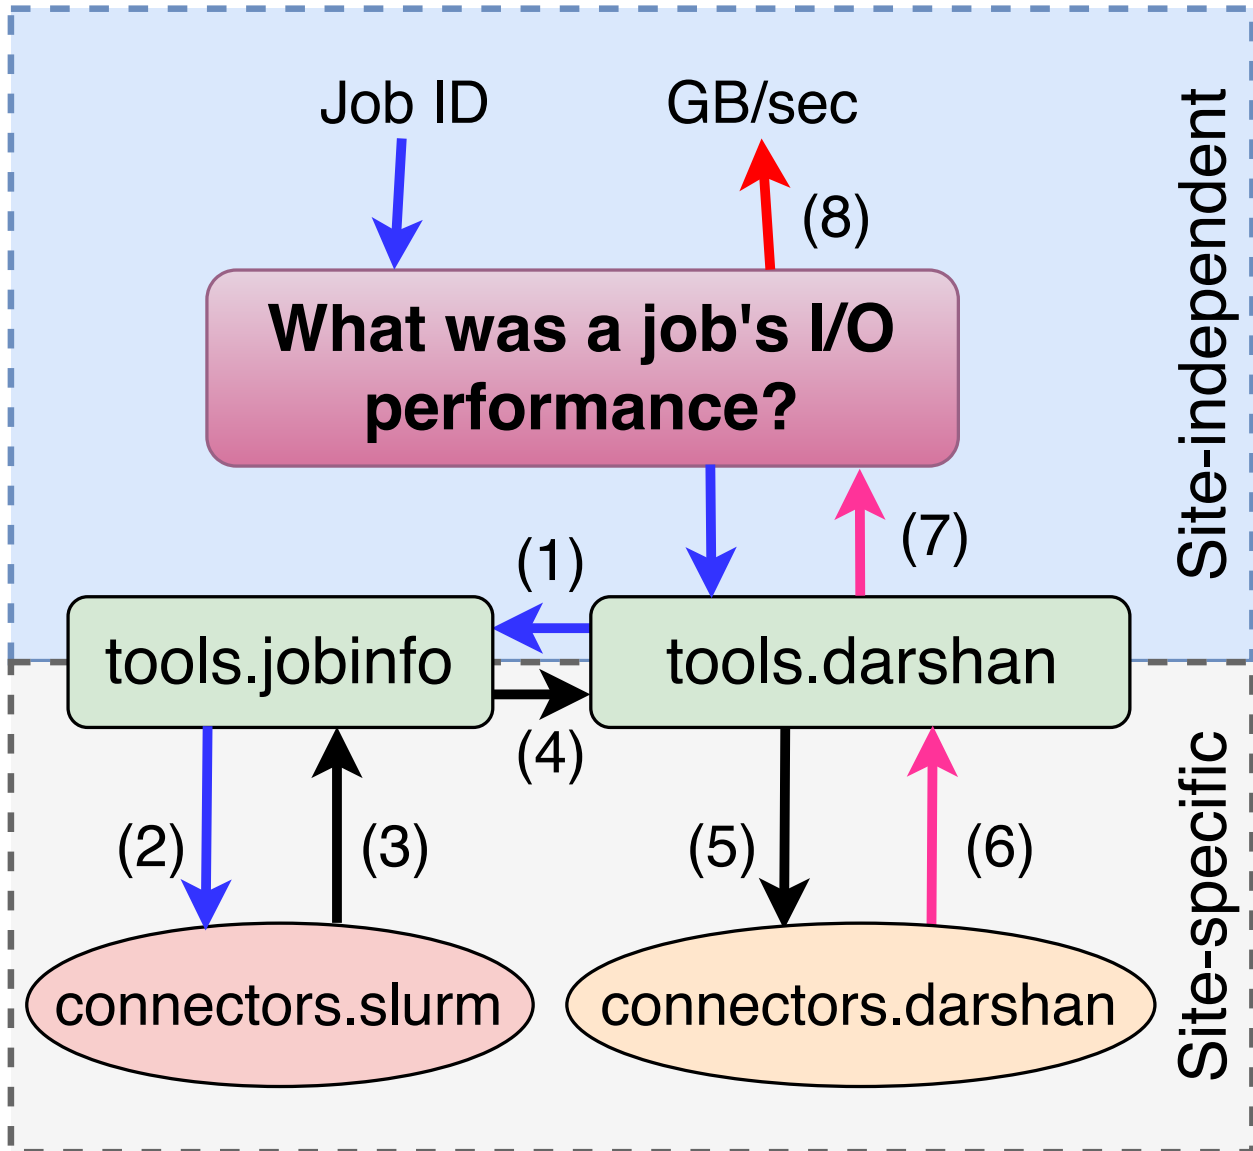 Job ID
GB/sec
(8)
What was a job's I/O
performance?
(1)
(7)
tools.jobinfo
tools.darshan
(4)
(2)
(3)
(5)
(6)
connectors.slurm
connectors.darshan
Site-independent
Site-specific